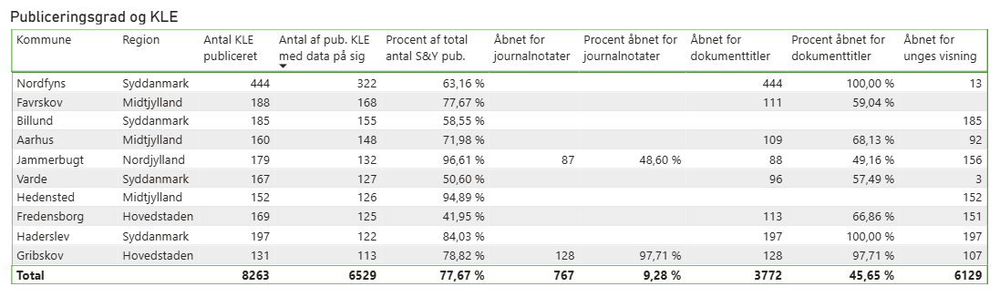 Publiceringsgrad og KLE
Kommune Region Antal KLE publiceret Antal af pub. KLE med data på sig Procent af total antal S&Y pub. Åbnet for journalnotater Procent åbnet for journalnotater Åbnet for dokumenttitler Procent åbnet for dokumenttitler Åbnet for unges visning
Nordfyns Syddanmark 444 322 63,16 % 444 100,00 % 13
Favrskov Midtjylland 188 168 77,67 % 111 59,04 %
Billund Syddanmark 185 155 58,55 % 185
Aarhus Midtjylland 160 148 71,98 % 109 68,13 % 92
Jammerbugt Nordjylland 179 132 96,61 % 87 48,60 % 88 49,16 % 156
Varde Syddanmark 167 127 50,60 % 96 57,49 % 3
Hedensted Midtjylland 152 126 94,89 % 152
Fredensborg Hovedstaden 169 125 41,95 % 113 66,86 % 151
Haderslev Syddanmark 197 122 84,03 % 197 100,00 % 197
Gribskov Hovedstaden 131 113 78,82 % 128 97,71 % 128 97,71 % 107
Total 8263 6529 77,67 % 767 9,28 % 3772 45,65 % 6129